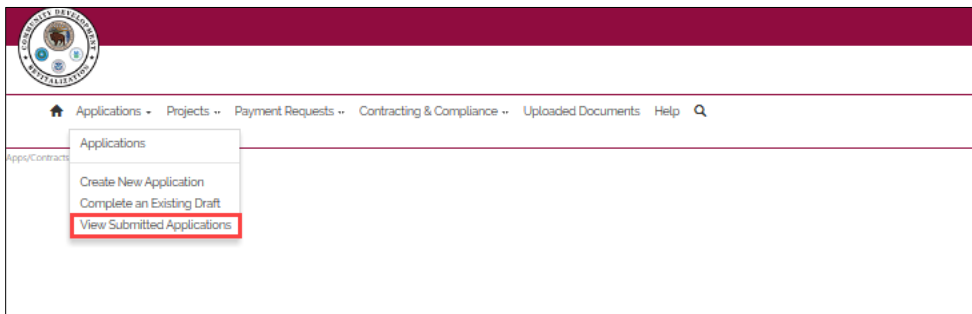 COMMUNITY DEVELOPMENT
REVITALIZATION
Applications Projects Payment Requests Contracting & Compliance Uploaded Documents Help
Applications
Apps/Contracts
Create New Application
Complete an Existing Draft
View Submitted Applications